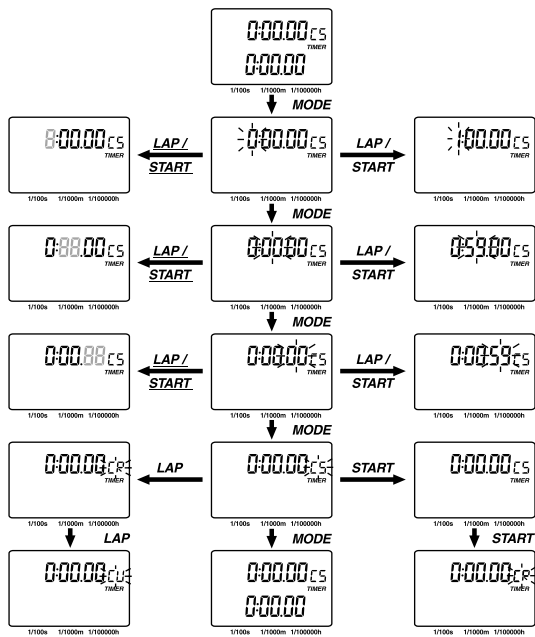 0:00.00 CS
TIMER
0:00.00
1/100s 1/1000m 1/100000h
MODE
8:00.00 CS
TIMER
1/100s 1/1000m 1/100000h
LAP /
START
0:00.00 CS
TIMER
1/100s 1/1000m 1/100000h
LAP /
START
1:00.00 CS
TIMER
1/100s 1/1000m 1/100000h
MODE
0:88.00 CS
TIMER
1/100s 1/1000m 1/100000h
LAP /
START
0:00.00 CS
TIMER
1/100s 1/1000m 1/100000h
LAP /
START
0:59.00 CS
TIMER
1/100s 1/1000m 1/100000h
MODE
0:00.88 CS
TIMER
1/100s 1/1000m 1/100000h
LAP /
START
0:00.00 CS
TIMER
1/100s 1/1000m 1/100000h
LAP /
START
0:00.59 CS
TIMER
1/100s 1/1000m 1/100000h
MODE
0:00.00 CR
TIMER
1/100s 1/1000m 1/100000h
LAP
0:00.00 CS
TIMER
1/100s 1/1000m 1/100000h
START
0:00.00 CS
TIMER
1/100s 1/1000m 1/100000h
LAP
MODE
START
0:00.00 CU
TIMER
1/100s 1/1000m 1/100000h
0:00.00 CS
TIMER
0:00.00
1/100s 1/1000m 1/100000h
0:00.00 CR
TIMER
1/100s 1/1000m 1/100000h